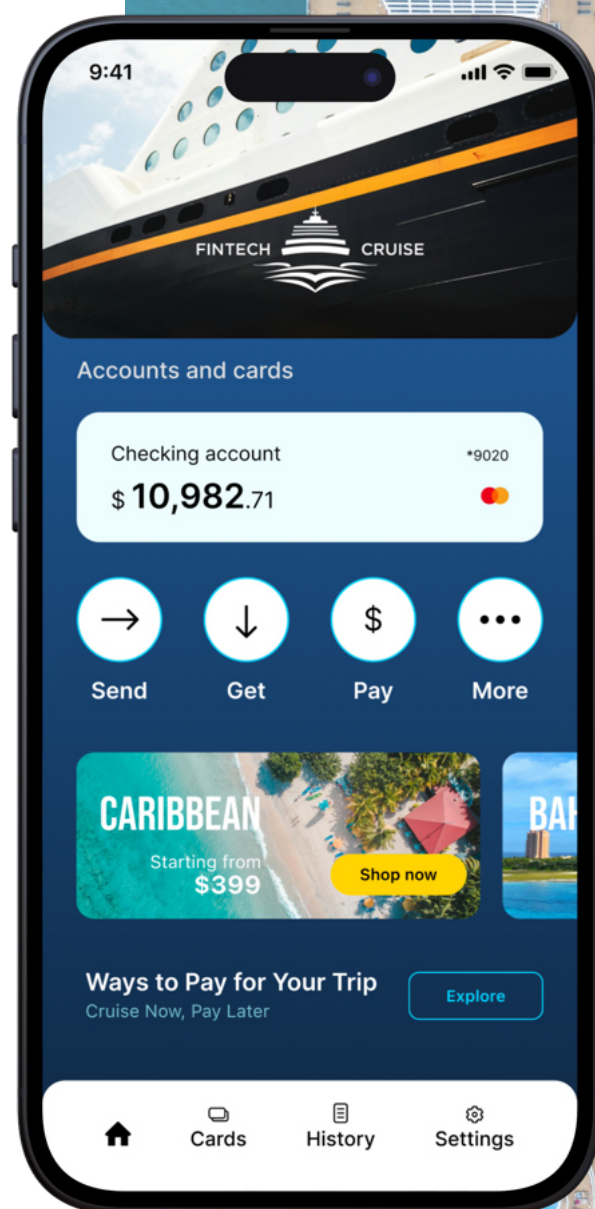 9:41
FINTECH CRUISE
Accounts and cards
Checking account *9020
$ 10,982.71
Send Get Pay More
CARIBBEAN
Starting from
$399
Shop now
BAH
Ways to Pay for Your Trip
Cruise Now, Pay Later
Explore
Cards History Settings